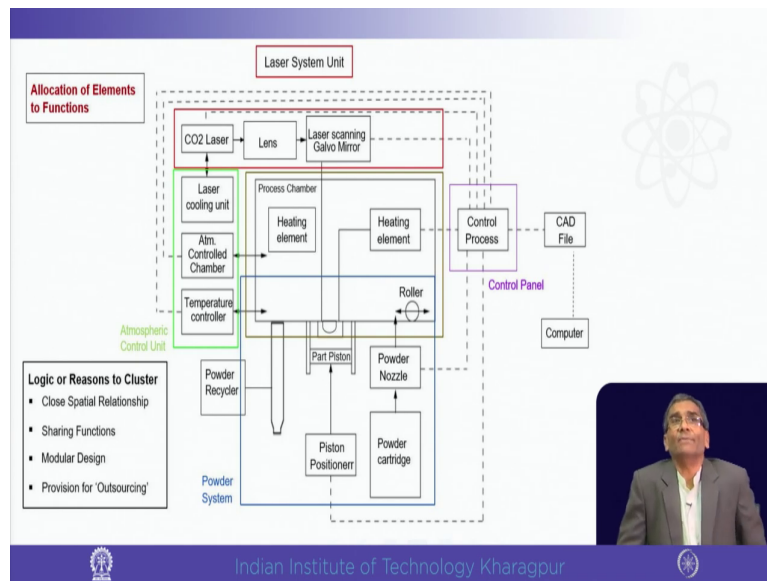 Laser System Unit
Allocation of Elements
to Functions
CO2 Laser
Lens
Laser scanning
Galvo Mirror
Laser
cooling unit
Process Chamber
Heating
element
Heating
element
Control
Process
CAD
File
Atm.
Controlled
Chamber
Control Panel
Temperature
controller
Roller
Atmospheric
Control Unit
Computer
Part Piston
Powder
Nozzle
Powder
Recycler
Logic or Reasons to Cluster
▪ Close Spatial Relationship
▪ Sharing Functions
▪ Modular Design
▪ Provision for 'Outsourcing'
Piston
Positionerr
Powder
cartridge
Powder
System
Indian Institute of Technology Kharagpur